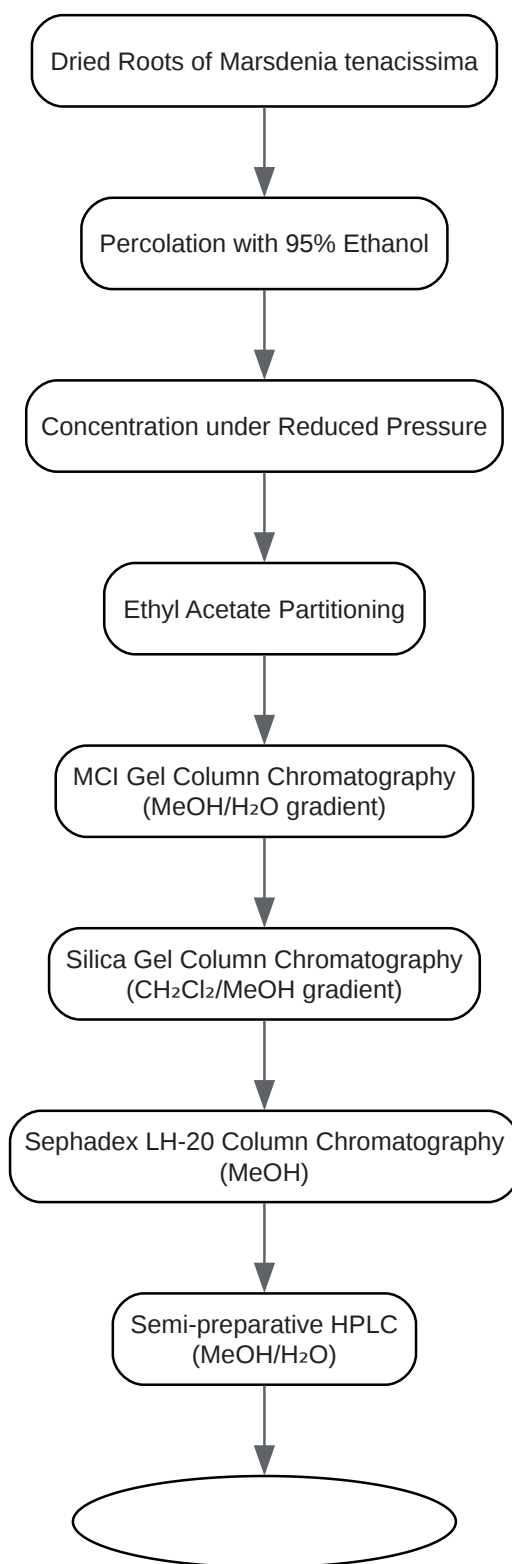 Dried Roots of Marsdenia tenacissima
Percolation with 95% Ethanol
Concentration under Reduced Pressure
Ethyl Acetate Partitioning
MCI Gel Column Chromatography
(MeOH/H₂O gradient)
Silica Gel Column Chromatography
(CH₂Cl₂/MeOH gradient)
Sephadex LH-20 Column Chromatography
(MeOH)
Semi-preparative HPLC
(MeOH/H₂O)